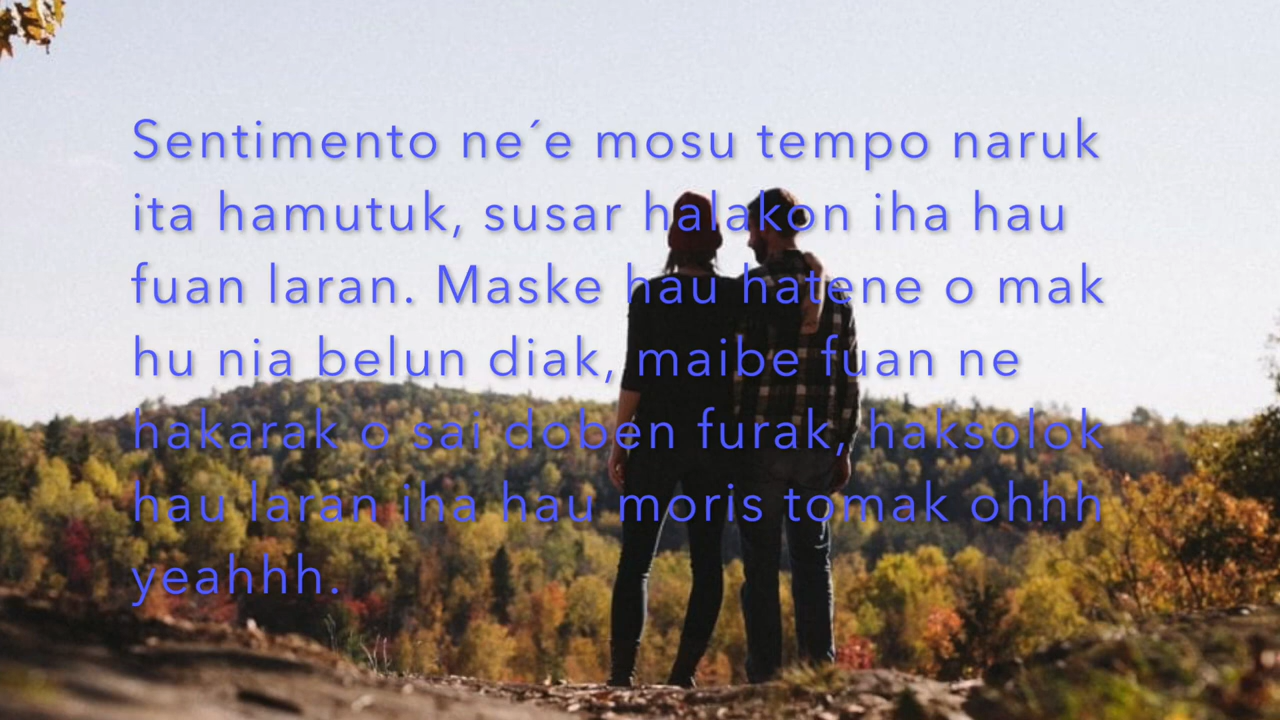 Sentimento ne´e mosu tempo naruk
ita hamutuk, susar halakon iha hau
fuan laran. Maske hau hatene o mak
hu nia belun diak, maibe fuan ne
hakarak o sai doben furak, haksolok
hau laran iha hau moris tomak ohhh
yeahhh.